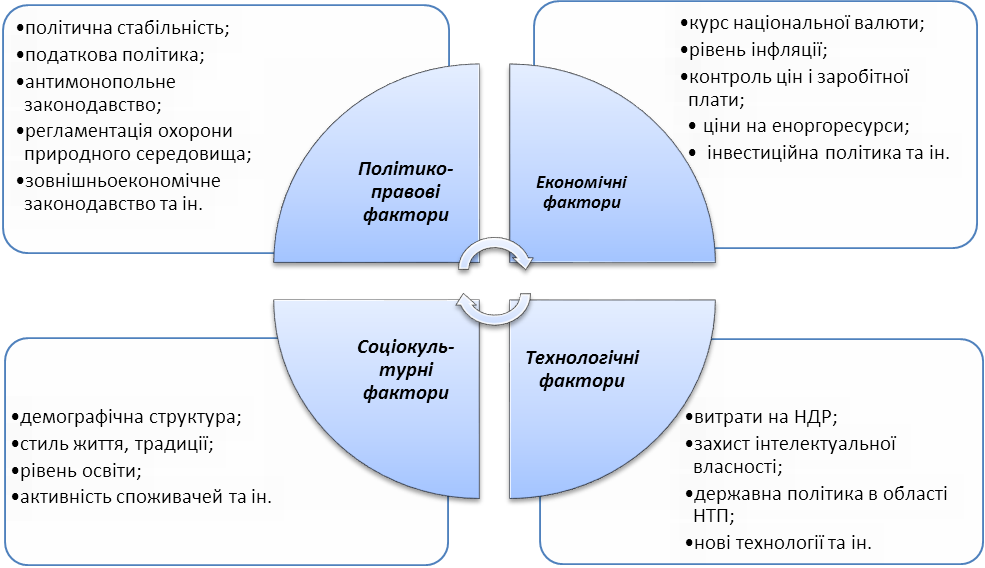 •політична стабільність;
•податкова політика;
•антимонопольне
законодавство;
•регламентація охорони
природного середовища;
•зовнішньоекономічне
законодавство та ін.
Політико-
правові
фактори
•курс національної валюти;
•рівень інфляції;
•контроль цін і заробітної
плати;
• ціни на еноргоресурси;
• інвестиційна політика та ін.
Економічні
фактори
Соціокуль-
турні
фактори
•демографічна структура;
•стиль життя, традиції;
•рівень освіти;
•активність споживачей та ін.
Технологічні
фактори
•витрати на НДР;
•захист інтелектуальної
власності;
•державна політика в області
НТП;
•нові технології та ін.